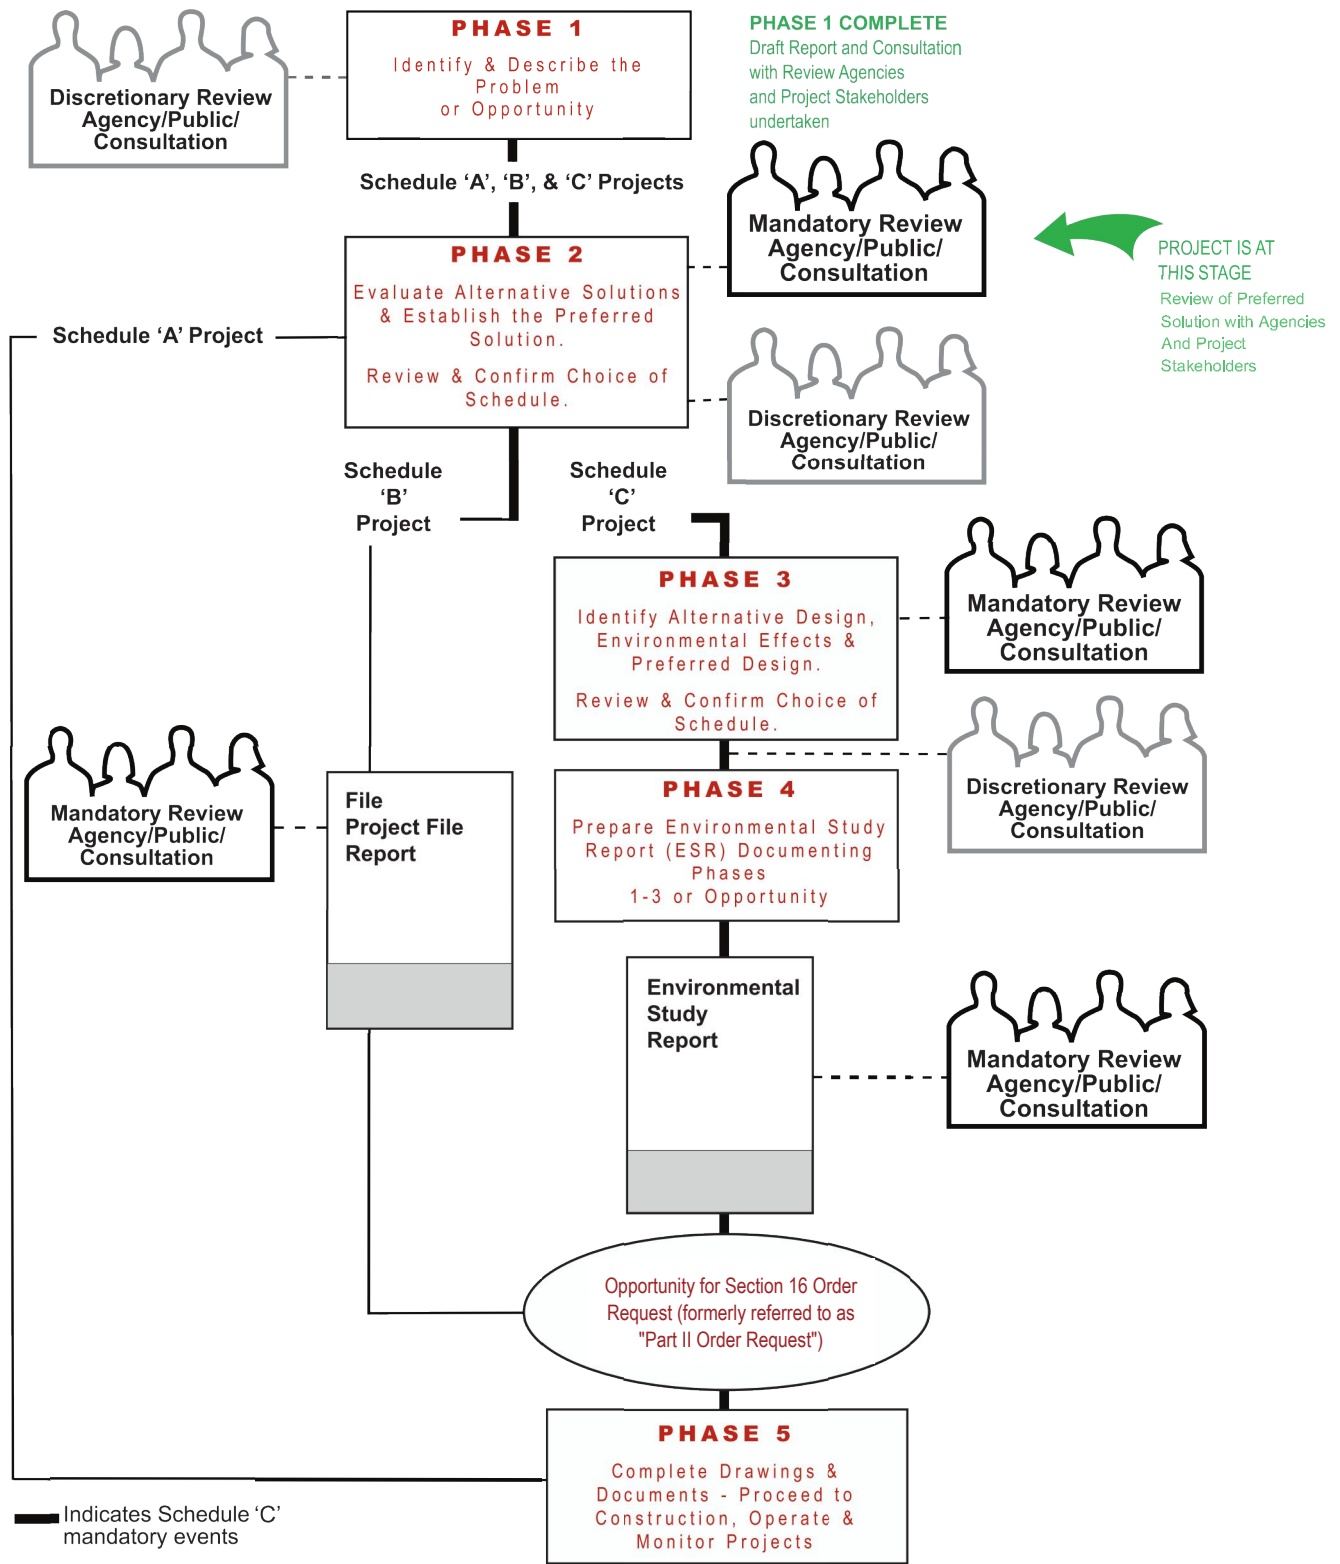 PHASE 1
Identify & Describe the
Problem
or Opportunity
Discretionary Review
Agency/Public/
Consultation
PHASE 1 COMPLETE
Draft Report and Consultation
with Review Agencies
and Project Stakeholders
undertaken
Schedule ‘A’, ‘B’, & ‘C’ Projects
Mandatory Review
Agency/Public/
Consultation
PROJECT IS AT
THIS STAGE
Review of Preferred
Solution with Agencies
And Project
Stakeholders
PHASE 2
Evaluate Alternative Solutions
& Establish the Preferred
Solution.
Review & Confirm Choice of
Schedule.
Schedule ‘A’ Project
Discretionary Review
Agency/Public/
Consultation
Schedule
‘B’
Project
Schedule
‘C’
Project
PHASE 3
Identify Alternative Design,
Environmental Effects &
Preferred Design.
Review & Confirm Choice of
Schedule.
Mandatory Review
Agency/Public/
Consultation
Discretionary Review
Agency/Public/
Consultation
Mandatory Review
Agency/Public/
Consultation
File
Project File
Report
PHASE 4
Prepare Environmental Study
Report (ESR) Documenting
Phases
1-3 or Opportunity
Environmental
Study
Report
Mandatory Review
Agency/Public/
Consultation
Opportunity for Section 16 Order
Request (formerly referred to as
"Part II Order Request")
PHASE 5
Complete Drawings &
Documents - Proceed to
Construction, Operate &
Monitor Projects
Indicates Schedule ‘C’
mandatory events